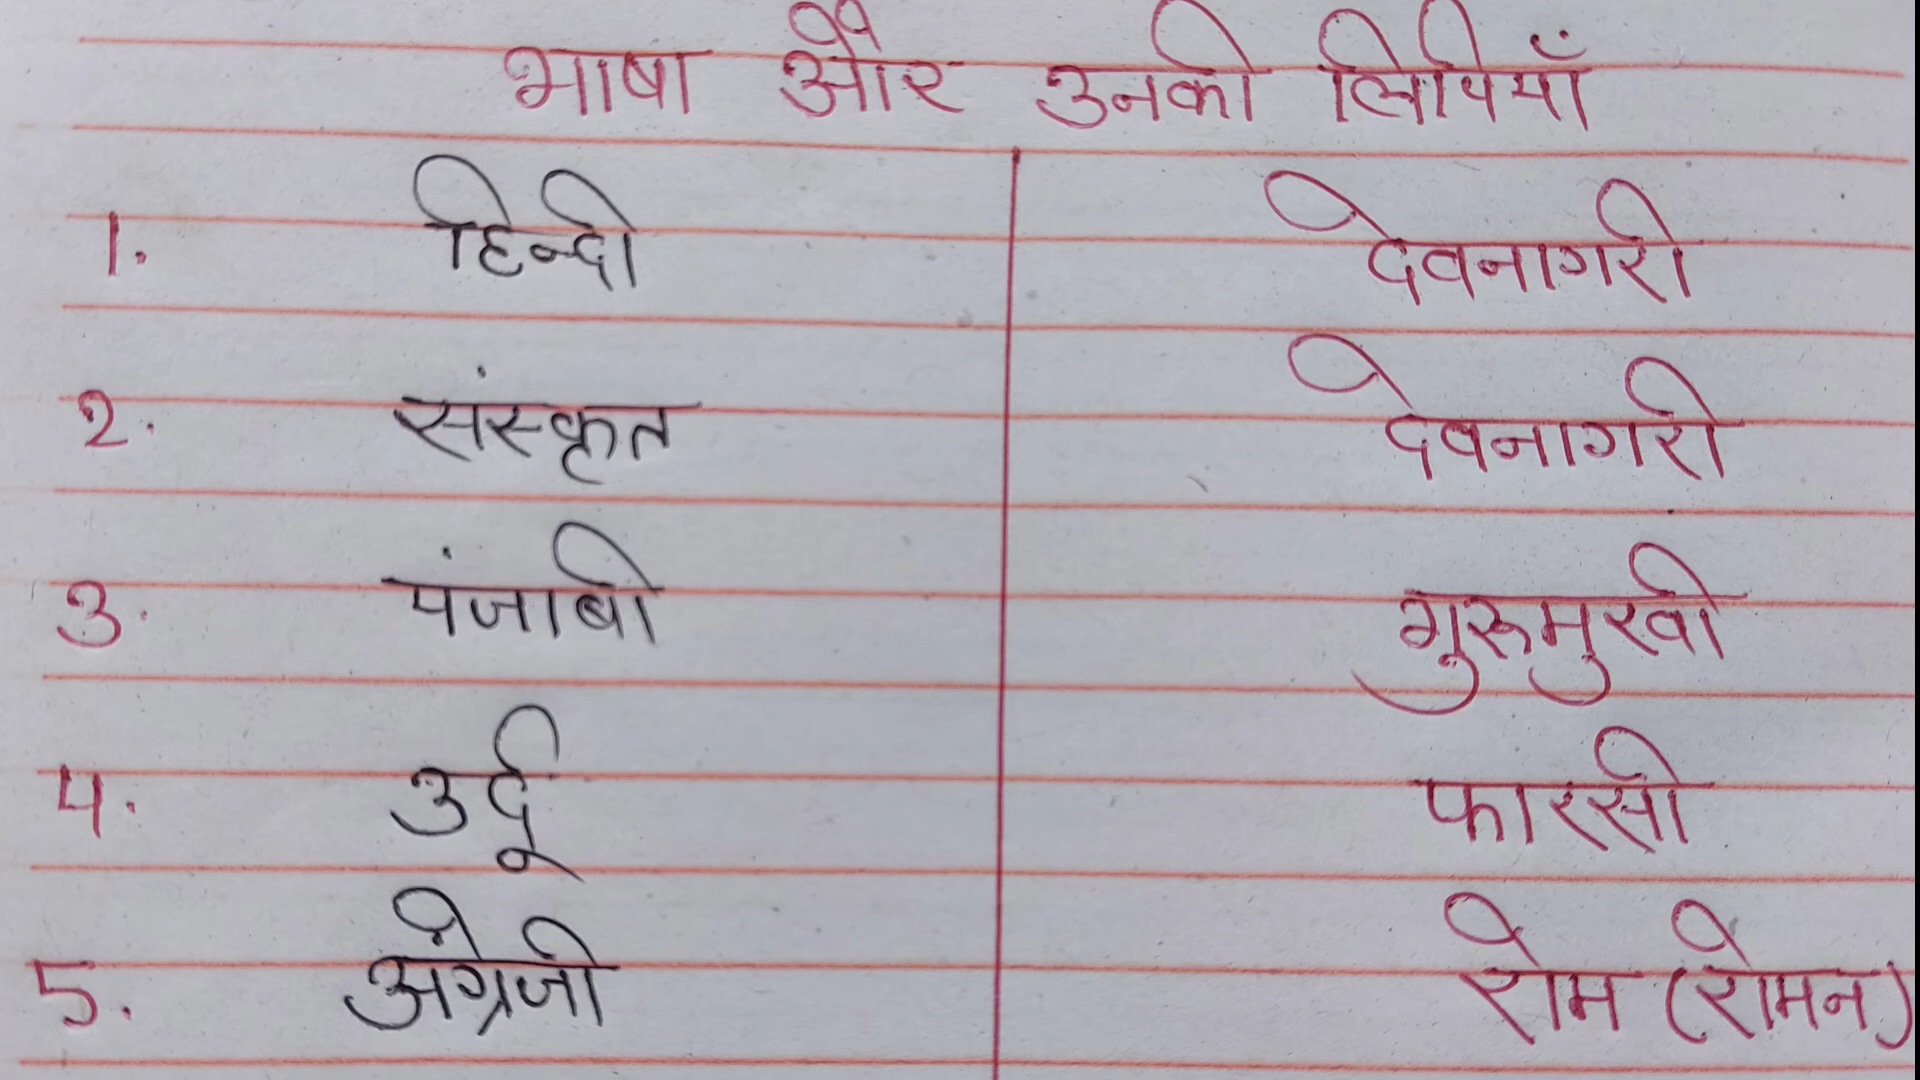 भाषा और उनकी लिपियाँ
1. हिन्दी देवनागरी
2. संस्कृत देवनागरी
3. पंजाबी गुरुमुखी
4. उर्दू फारसी
5. अंग्रेजी रोम (रोमन)